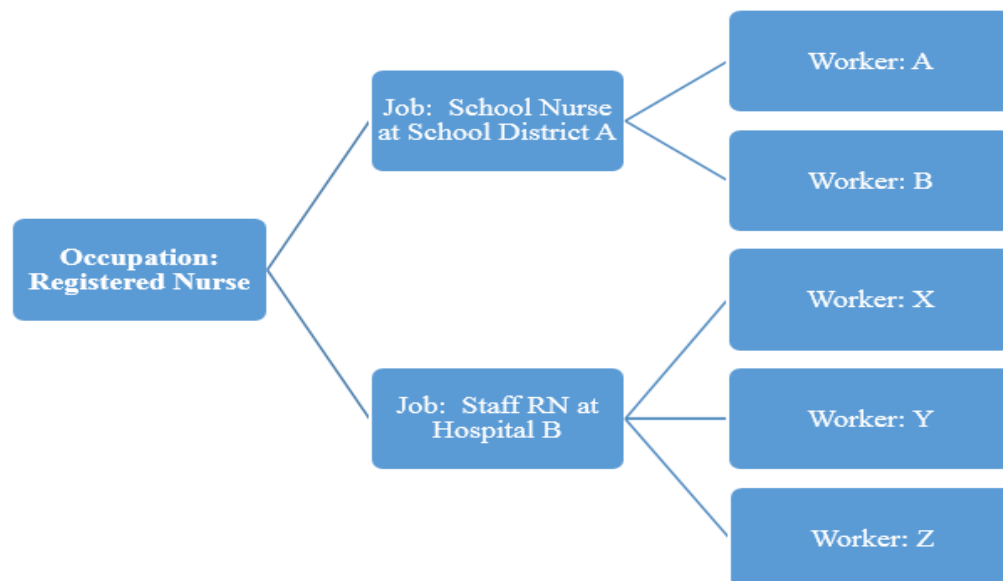 Occupation:
Registered Nurse
Job:  School Nurse
at School District A
Worker: A
Worker: B
Job:  Staff RN at
Hospital B
Worker: X
Worker: Y
Worker: Z